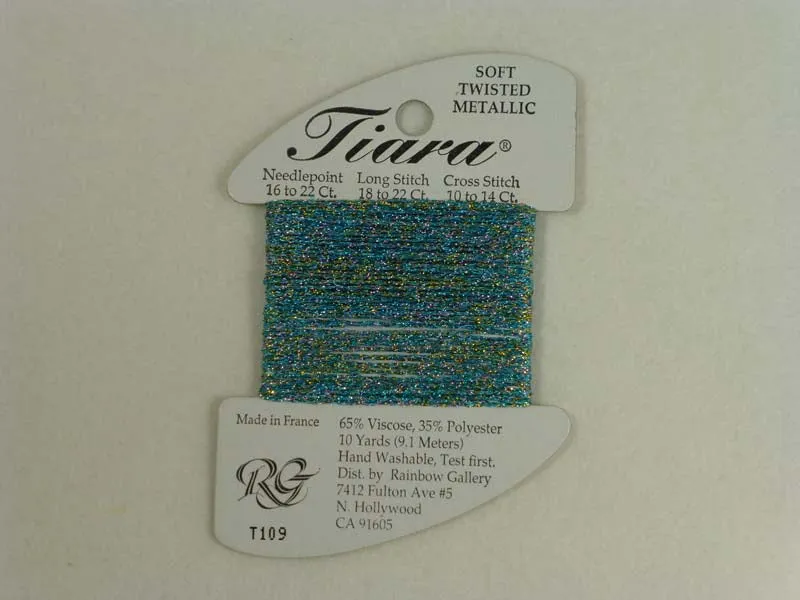 SOFT
TWISTED
METALLIC
Tiara®
Needlepoint Long Stitch Cross Stitch
16 to 22 Ct. 18 to 22 Ct. 10 to 14 Ct.
Made in France
65% Viscose, 35% Polyester
10 Yards (9.1 Meters)
Hand Washable, Test first.
Dist. by Rainbow Gallery
7412 Fulton Ave #5
N. Hollywood
CA 91605
RG
T109